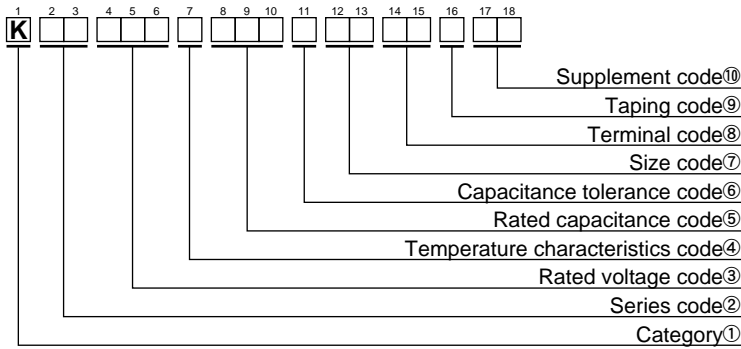 1 2 3 4 5 6 7 8 9 10 11 12 13 14 15 16 17 18
K
Supplement code⑩
Taping code⑨
Terminal code⑧
Size code⑦
Capacitance tolerance code⑥
Rated capacitance code⑤
Temperature characteristics code④
Rated voltage code③
Series code②
Category①